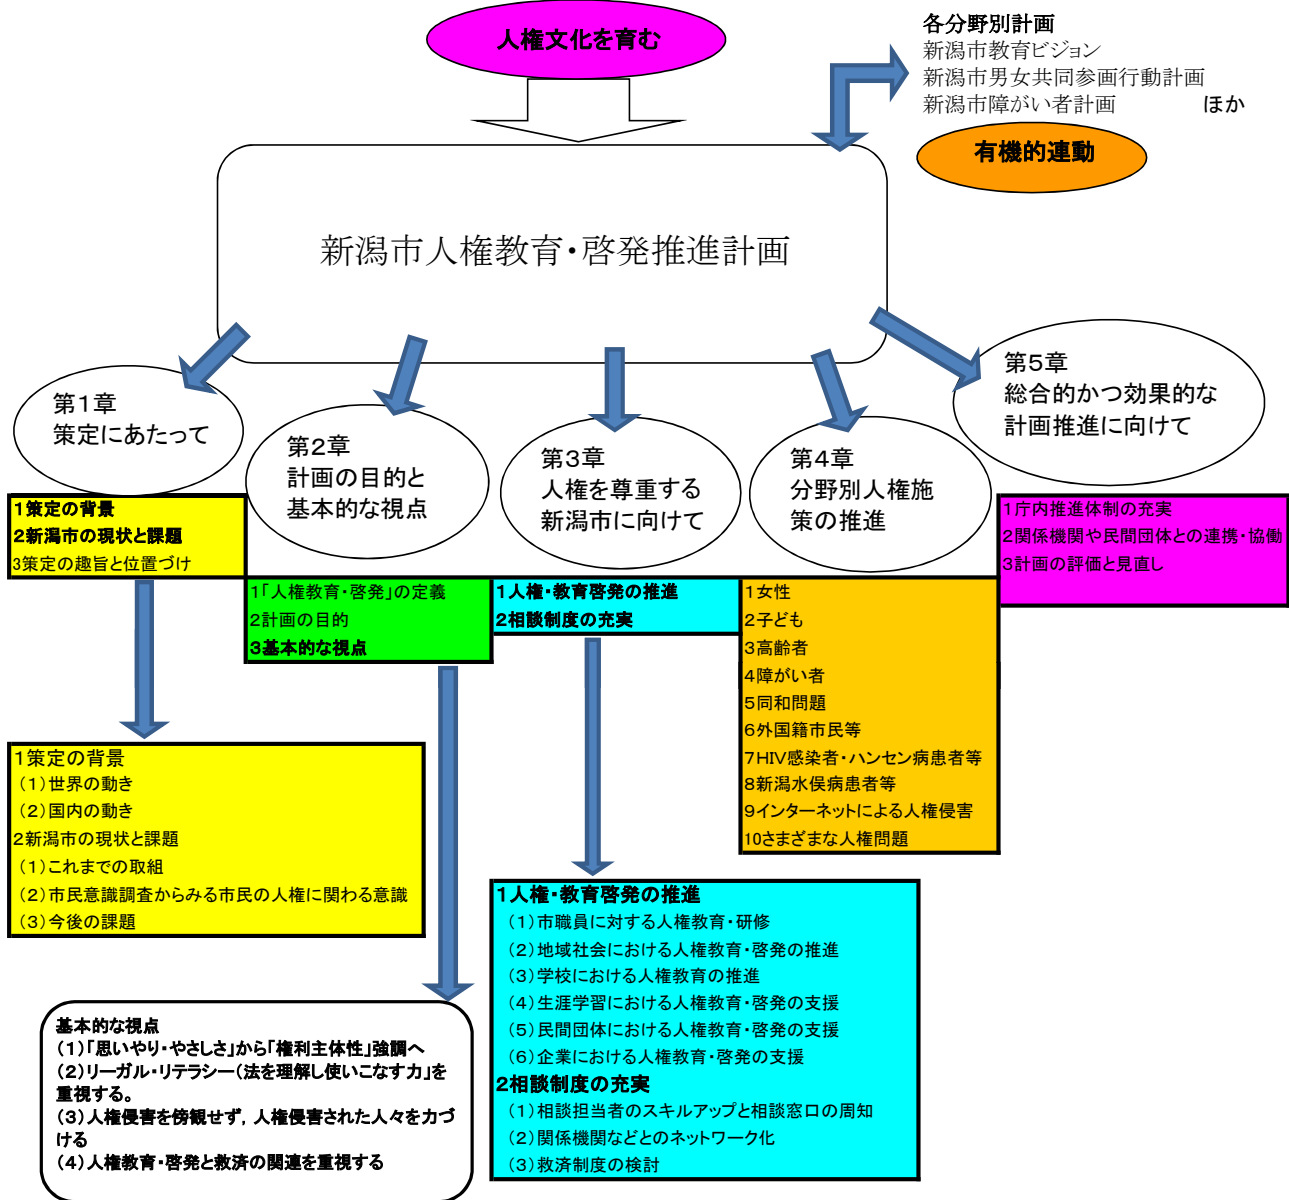 人権文化を育む
各分野別計画
新潟市教育ビジョン
新潟市男女共同参画行動計画
新潟市障がい者計画　　　　ほか
有機的連動
新潟市人権教育・啓発推進計画
第1章
策定にあたって
第2章
計画の目的と
基本的な視点
第3章
人権を尊重する
新潟市に向けて
第4章
分野別人権施
策の推進
第5章
総合的かつ効果的な
計画推進に向けて
1策定の背景
2新潟市の現状と課題
3策定の趣旨と位置づけ
1「人権教育・啓発」の定義
2計画の目的
3基本的な視点
1人権・教育啓発の推進
2相談制度の充実
1女性
2子ども
3高齢者
4障がい者
5同和問題
6外国籍市民等
7HIV感染者・ハンセン病患者等
8新潟水俣病患者等
9インターネットによる人権侵害
10さまざまな人権問題
1庁内推進体制の充実
2関係機関や民間団体との連携・協働
3計画の評価と見直し
1策定の背景
（1）世界の動き
（2）国内の動き
2新潟市の現状と課題
（1）これまでの取組
（2）市民意識調査からみる市民の人権に関わる意識
（3）今後の課題
基本的な視点
（1）「思いやり・やさしさ」から「権利主体性」強調へ
（2）リーガル・リテラシー（法を理解し使いこなす力」を
重視する。
（3）人権侵害を傍観せず，人権侵害された人々を力づ
ける
（4）人権教育・啓発と救済の関連を重視する
1人権・教育啓発の推進
（1）市職員に対する人権教育・研修
（2）地域社会における人権教育・啓発の推進
（3）学校における人権教育の推進
（4）生涯学習における人権教育・啓発の支援
（5）民間団体における人権教育・啓発の支援
（6）企業における人権教育・啓発の支援
2相談制度の充実
（1）相談担当者のスキルアップと相談窓口の周知
（2）関係機関などとのネットワーク化
（3）救済制度の検討